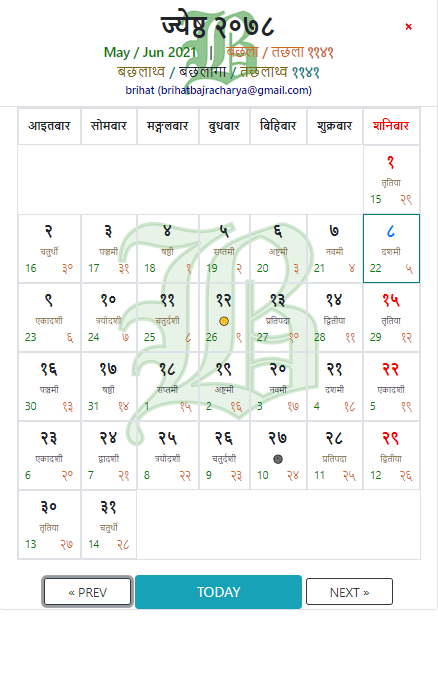 ज्येष्ठ २०७८
×
May / Jun 2021 | बछला / तछला ११४१
बछलाथ्व / बछलागा / तछलाथ्व ११४१
brihat (brihatbajracharya@gmail.com)
आइतबार सोमबार मङ्गलबार बुधबार बिहिबार शुक्रबार शनिबार
१
तृतिया
15 २९
२ ३ ४ ५ ६ ७ ८
चतुर्थी पञ्चमी षष्ठी सप्तमी अष्टमी नवमी दशमी
16 ३० 17 ३१ 18 १ 19 २ 20 ३ 21 ४ 22 ५
९ १० ११ १२ १३ १४ १५
एकादशी त्रयोदशी चतुर्दशी प्रतिपदा द्वितीया तृतिया
23 ६ 24 ७ 25 ८ 26 ९ 27 १० 28 ११ 29 १२
१६ १७ १८ १९ २० २१ २२
पञ्चमी षष्ठी सप्तमी अष्टमी नवमी दशमी एकादशी
30 १३ 31 १४ 1 १५ 2 १६ 3 १७ 4 १८ 5 १९
२३ २४ २५ २६ २७ २८ २९
एकादशी द्वादशी त्रयोदशी चतुर्दशी प्रतिपदा द्वितीया
6 २० 7 २१ 8 २२ 9 २३ 10 २४ 11 २५ 12 २६
३० ३१
तृतिया चतुर्थी
13 २७ 14 २८
« PREV TODAY NEXT »